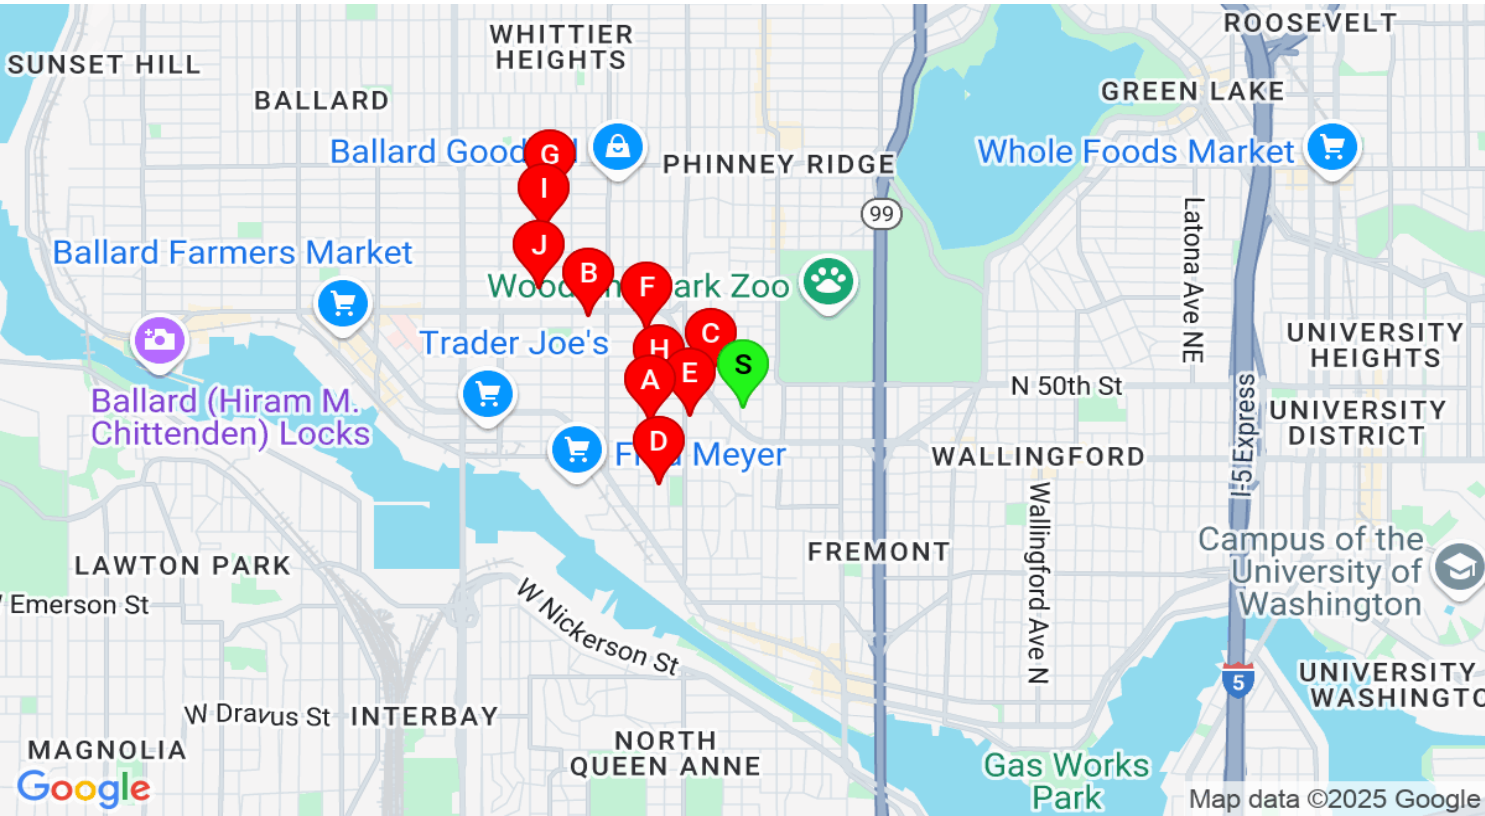 ROOSEVELT
WHITTIER
HEIGHTS
SUNSET HILL
GREEN LAKE
BALLARD
Ballard
G
Whole Foods Market
PHINNEY RIDGE
I
99
Latona Ave NE
J
Ballard Farmers Market
B
F
Park Zoo
C
UNIVERSITY
HEIGHTS
Trader Joe's
H
S
E
A
N 50th St
Ballard (Hiram M.
Chittenden) Locks
I-5 Express
UNIVERSITY
DISTRICT
D
Meyer
WALLINGFORD
Wallingford Ave N
FREMONT
Campus of the
University of
Washington
LAWTON PARK
W Emerson St
W Nickerson St
5
UNIVERSITY
W Dravus St
INTERBAY
MAGNOLIA
NORTH
QUEEN ANNE
Gas Works
Park
Google
Map data ©2025 Google